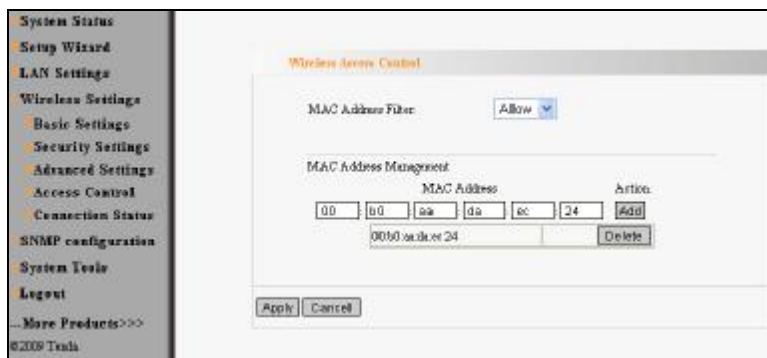 System Status
Setup Wizard
LAN Settings
Wireless Settings
Basic Settings
Security Settings
Advanced Settings
Access Control
Connection Status
SNMP configuration
System Tools
Logout
...More Products>>>
©2009 Tenda
Wireless Access Control
MAC Address Filter: Allow
MAC Address Management
MAC Address Action
00 : b0 : aa : da : ec : 24 Add
00:b0:aa:da:ec:24 Delete
Apply Cancel